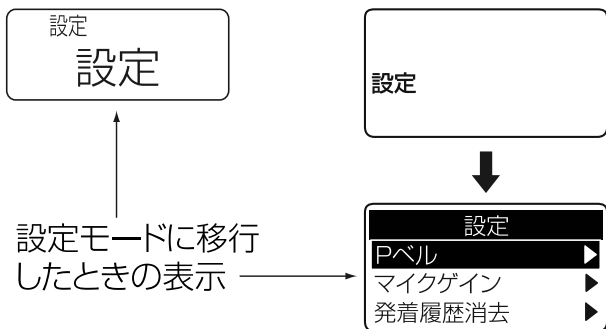 設定
設定
設定
設定モードに移行
したときの表示
設定
Pベル
マイクゲイン
発着履歴消去